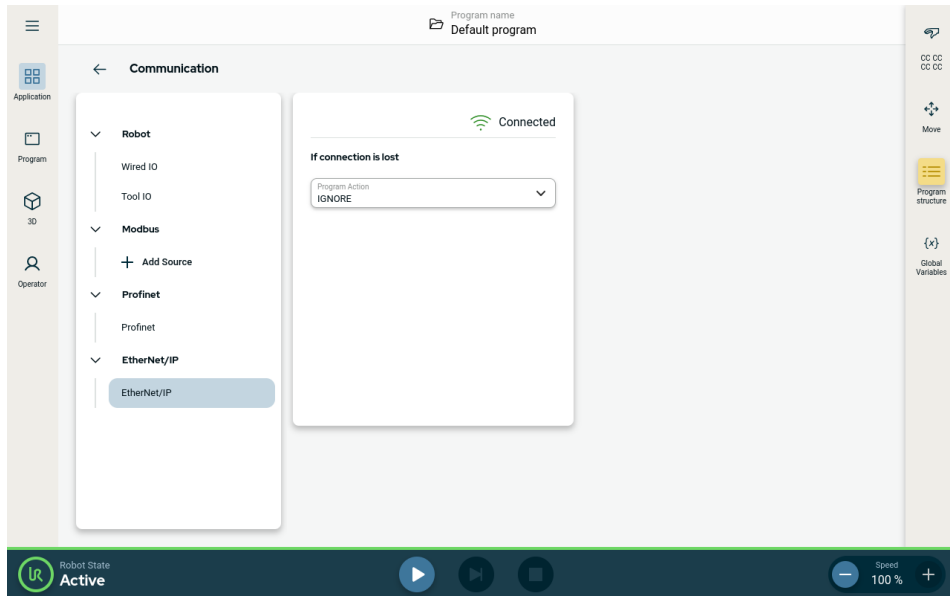 Program name
Default program
Application
Program
3D
Operator
Communication
Robot
Wired IO
Tool IO
Modbus
Add Source
Profinet
Profinet
EtherNet/IP
EtherNet/IP
Connected
If connection is lost
Program Action
IGNORE
CC CC
CC CC
Move
Program
structure
{x}
Global
Variables
UR
Robot State
Active
Speed
100 %